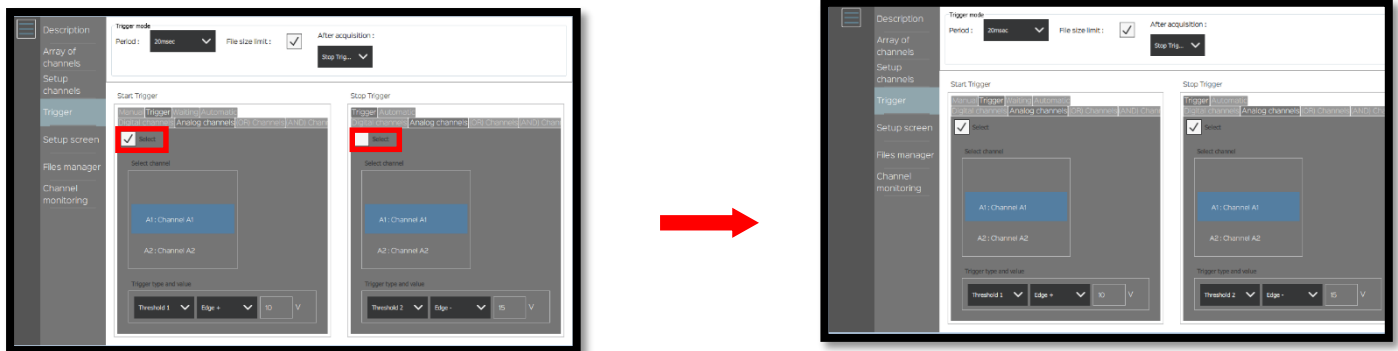 Description
Array of
channels
Setup
channels
Trigger
Setup screen
Files manager
Channel
monitoring
Trigger mode
Period : 20msec File size limit : After acquisition :
Stop Trig...
Start Trigger
Manual Trigger Waiting Automatic
Digital channels Analog channels (OR) Channels (AND) Chan
Select
Select channel
A1 : Channel A1
A2 : Channel A2
Trigger type and value
Threshold 1 Edge + 10 V
Stop Trigger
Trigger Automatic
Digital channels Analog channels (OR) Channels (AND) Chan
Select
Select channel
A1 : Channel A1
A2 : Channel A2
Trigger type and value
Threshold 2 Edge - 15 V
Description
Array of
channels
Setup
channels
Trigger
Setup screen
Files manager
Channel
monitoring
Trigger mode
Period : 20msec File size limit : After acquisition :
Stop Trig...
Start Trigger
Manual Trigger Waiting Automatic
Digital channels Analog channels (OR) Channels (AND) Chan
Select
Select channel
A1 : Channel A1
A2 : Channel A2
Trigger type and value
Threshold 1 Edge + 10 V
Stop Trigger
Trigger Automatic
Digital channels Analog channels (OR) Channels (AND) Chan
Select
Select channel
A1 : Channel A1
A2 : Channel A2
Trigger type and value
Threshold 2 Edge - 15 V